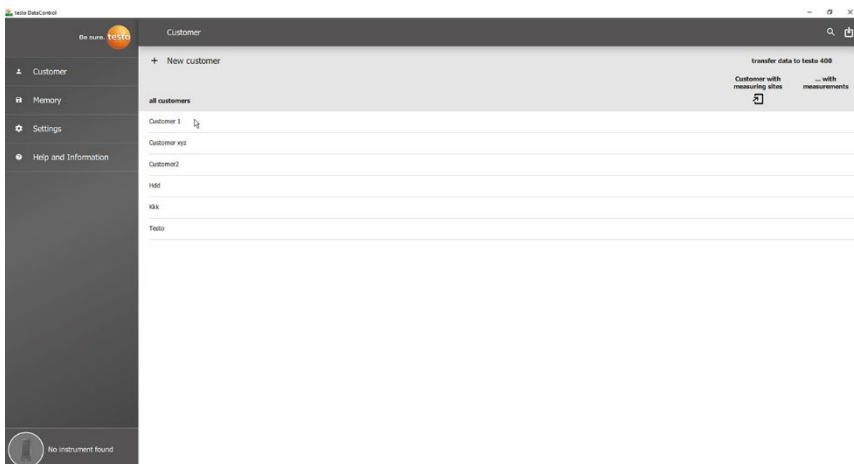 testo DataControl
Be sure. testo
Customer
Memory
Settings
Help and Information
No instrument found
Customer
+ New customer
transfer data to testo 400
Customer with
measuring sites
... with
measurements
all customers
Customer 1
Customer xyz
Customer2
Hdd
Kkk
Testo